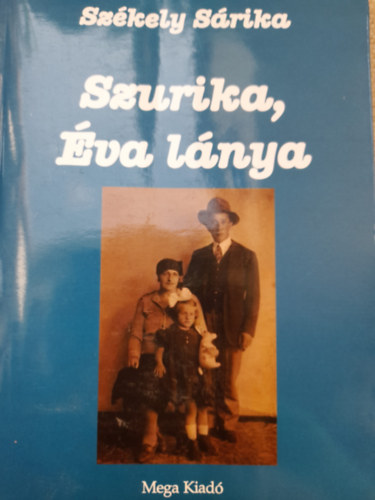 Székely Sárika
Szurika,
Éva lánya
Mega Kiadó